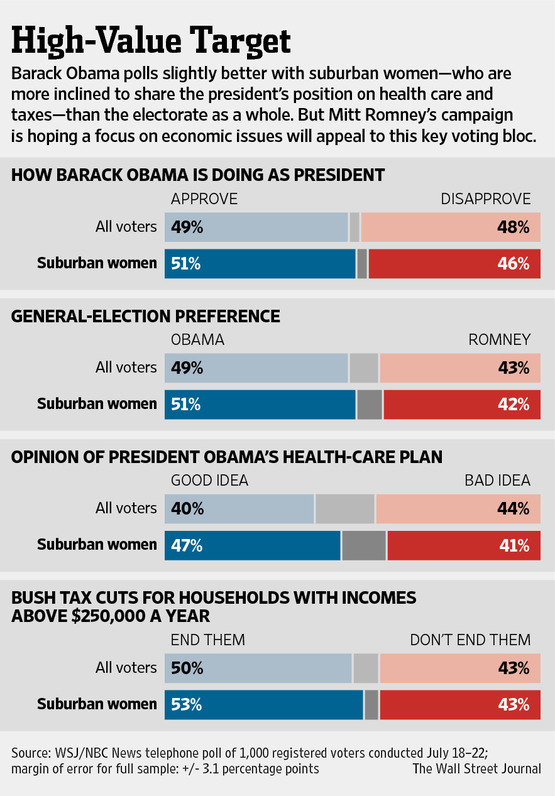 High-Value Target
Barack Obama polls slightly better with suburban women—who are
more inclined to share the president’s position on health care and
taxes—than the electorate as a whole. But Mitt Romney’s campaign
is hoping a focus on economic issues will appeal to this key voting bloc.
HOW BARACK OBAMA IS DOING AS PRESIDENT
APPROVE DISAPPROVE
All voters 49% 48%
Suburban women 51% 46%
GENERAL-ELECTION PREFERENCE
OBAMA ROMNEY
All voters 49% 43%
Suburban women 51% 42%
OPINION OF PRESIDENT OBAMA’S HEALTH-CARE PLAN
GOOD IDEA BAD IDEA
All voters 40% 44%
Suburban women 47% 41%
BUSH TAX CUTS FOR HOUSEHOLDS WITH INCOMES
ABOVE $250,000 A YEAR
END THEM DON’T END THEM
All voters 50% 43%
Suburban women 53% 43%
Source: WSJ/NBC News telephone poll of 1,000 registered voters conducted July 18–22;
margin of error for full sample: +/- 3.1 percentage points The Wall Street Journal